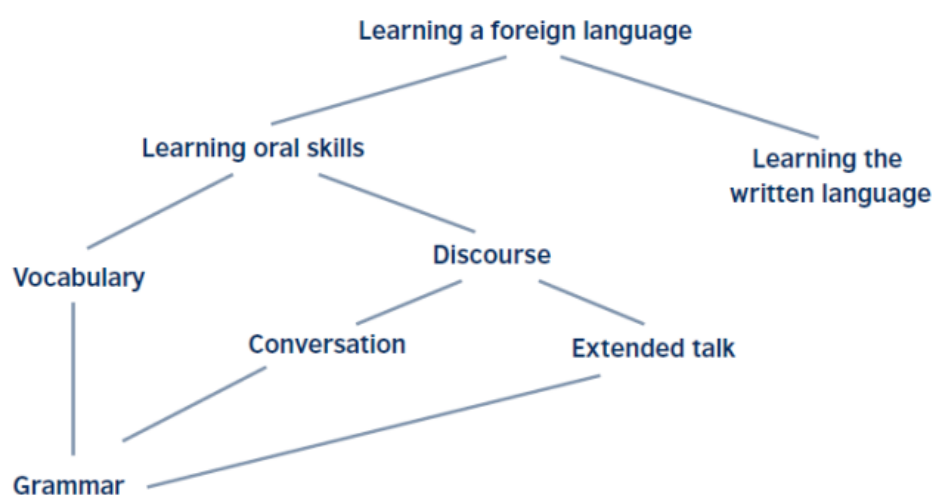 Learning a foreign language
Learning oral skills
Learning the
written language
Discourse
Vocabulary
Conversation
Extended talk
Grammar